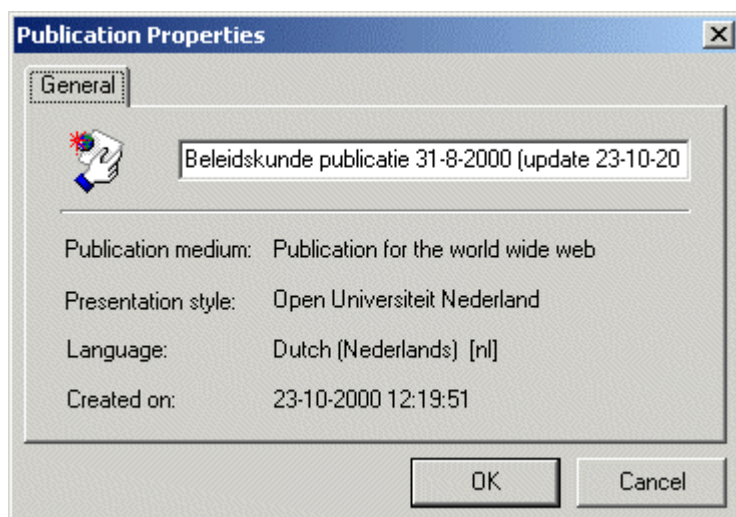 Publication Properties
General
Beleidskunde publicatie 31-8-2000 (update 23-10-20
Publication medium: Publication for the world wide web
Presentation style: Open Universiteit Nederland
Language: Dutch (Nederlands) [nl]
Created on: 23-10-2000 12:19:51
OK Cancel